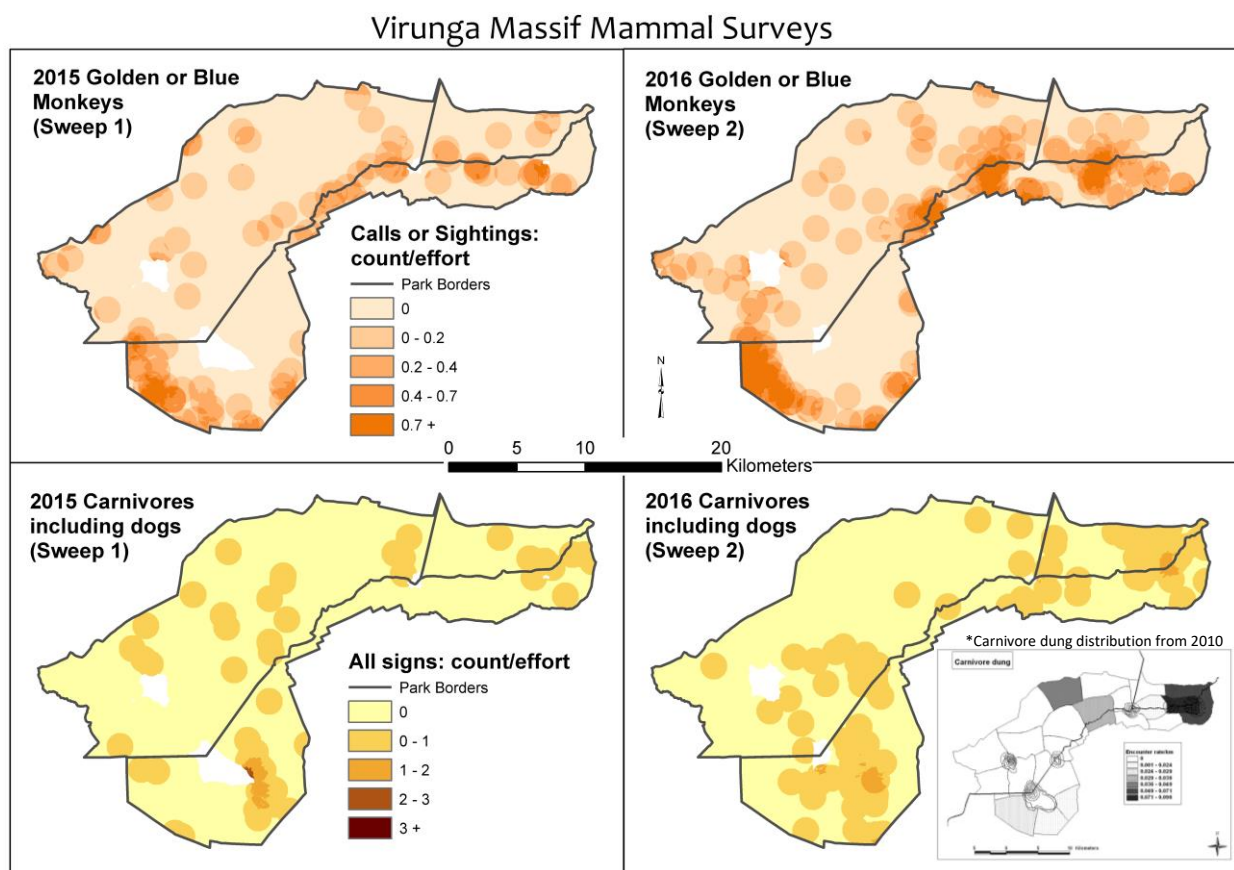 Virunga Massif Mammal Surveys
2015 Golden or Blue
Monkeys
(Sweep 1)
Calls or Sightings:
count/effort
Park Borders
0
0 - 0.2
0.2 - 0.4
0.4 - 0.7
0.7 +
2016 Golden or Blue
Monkeys
(Sweep 2)
N
0 5 10 20
Kilometers
2015 Carnivores
including dogs
(Sweep 1)
All signs: count/effort
Park Borders
0
0 - 1
1 - 2
2 - 3
3 +
2016 Carnivores
including dogs
(Sweep 2)
*Carnivore dung distribution from 2010
Carnivore dung
0
Kilometers